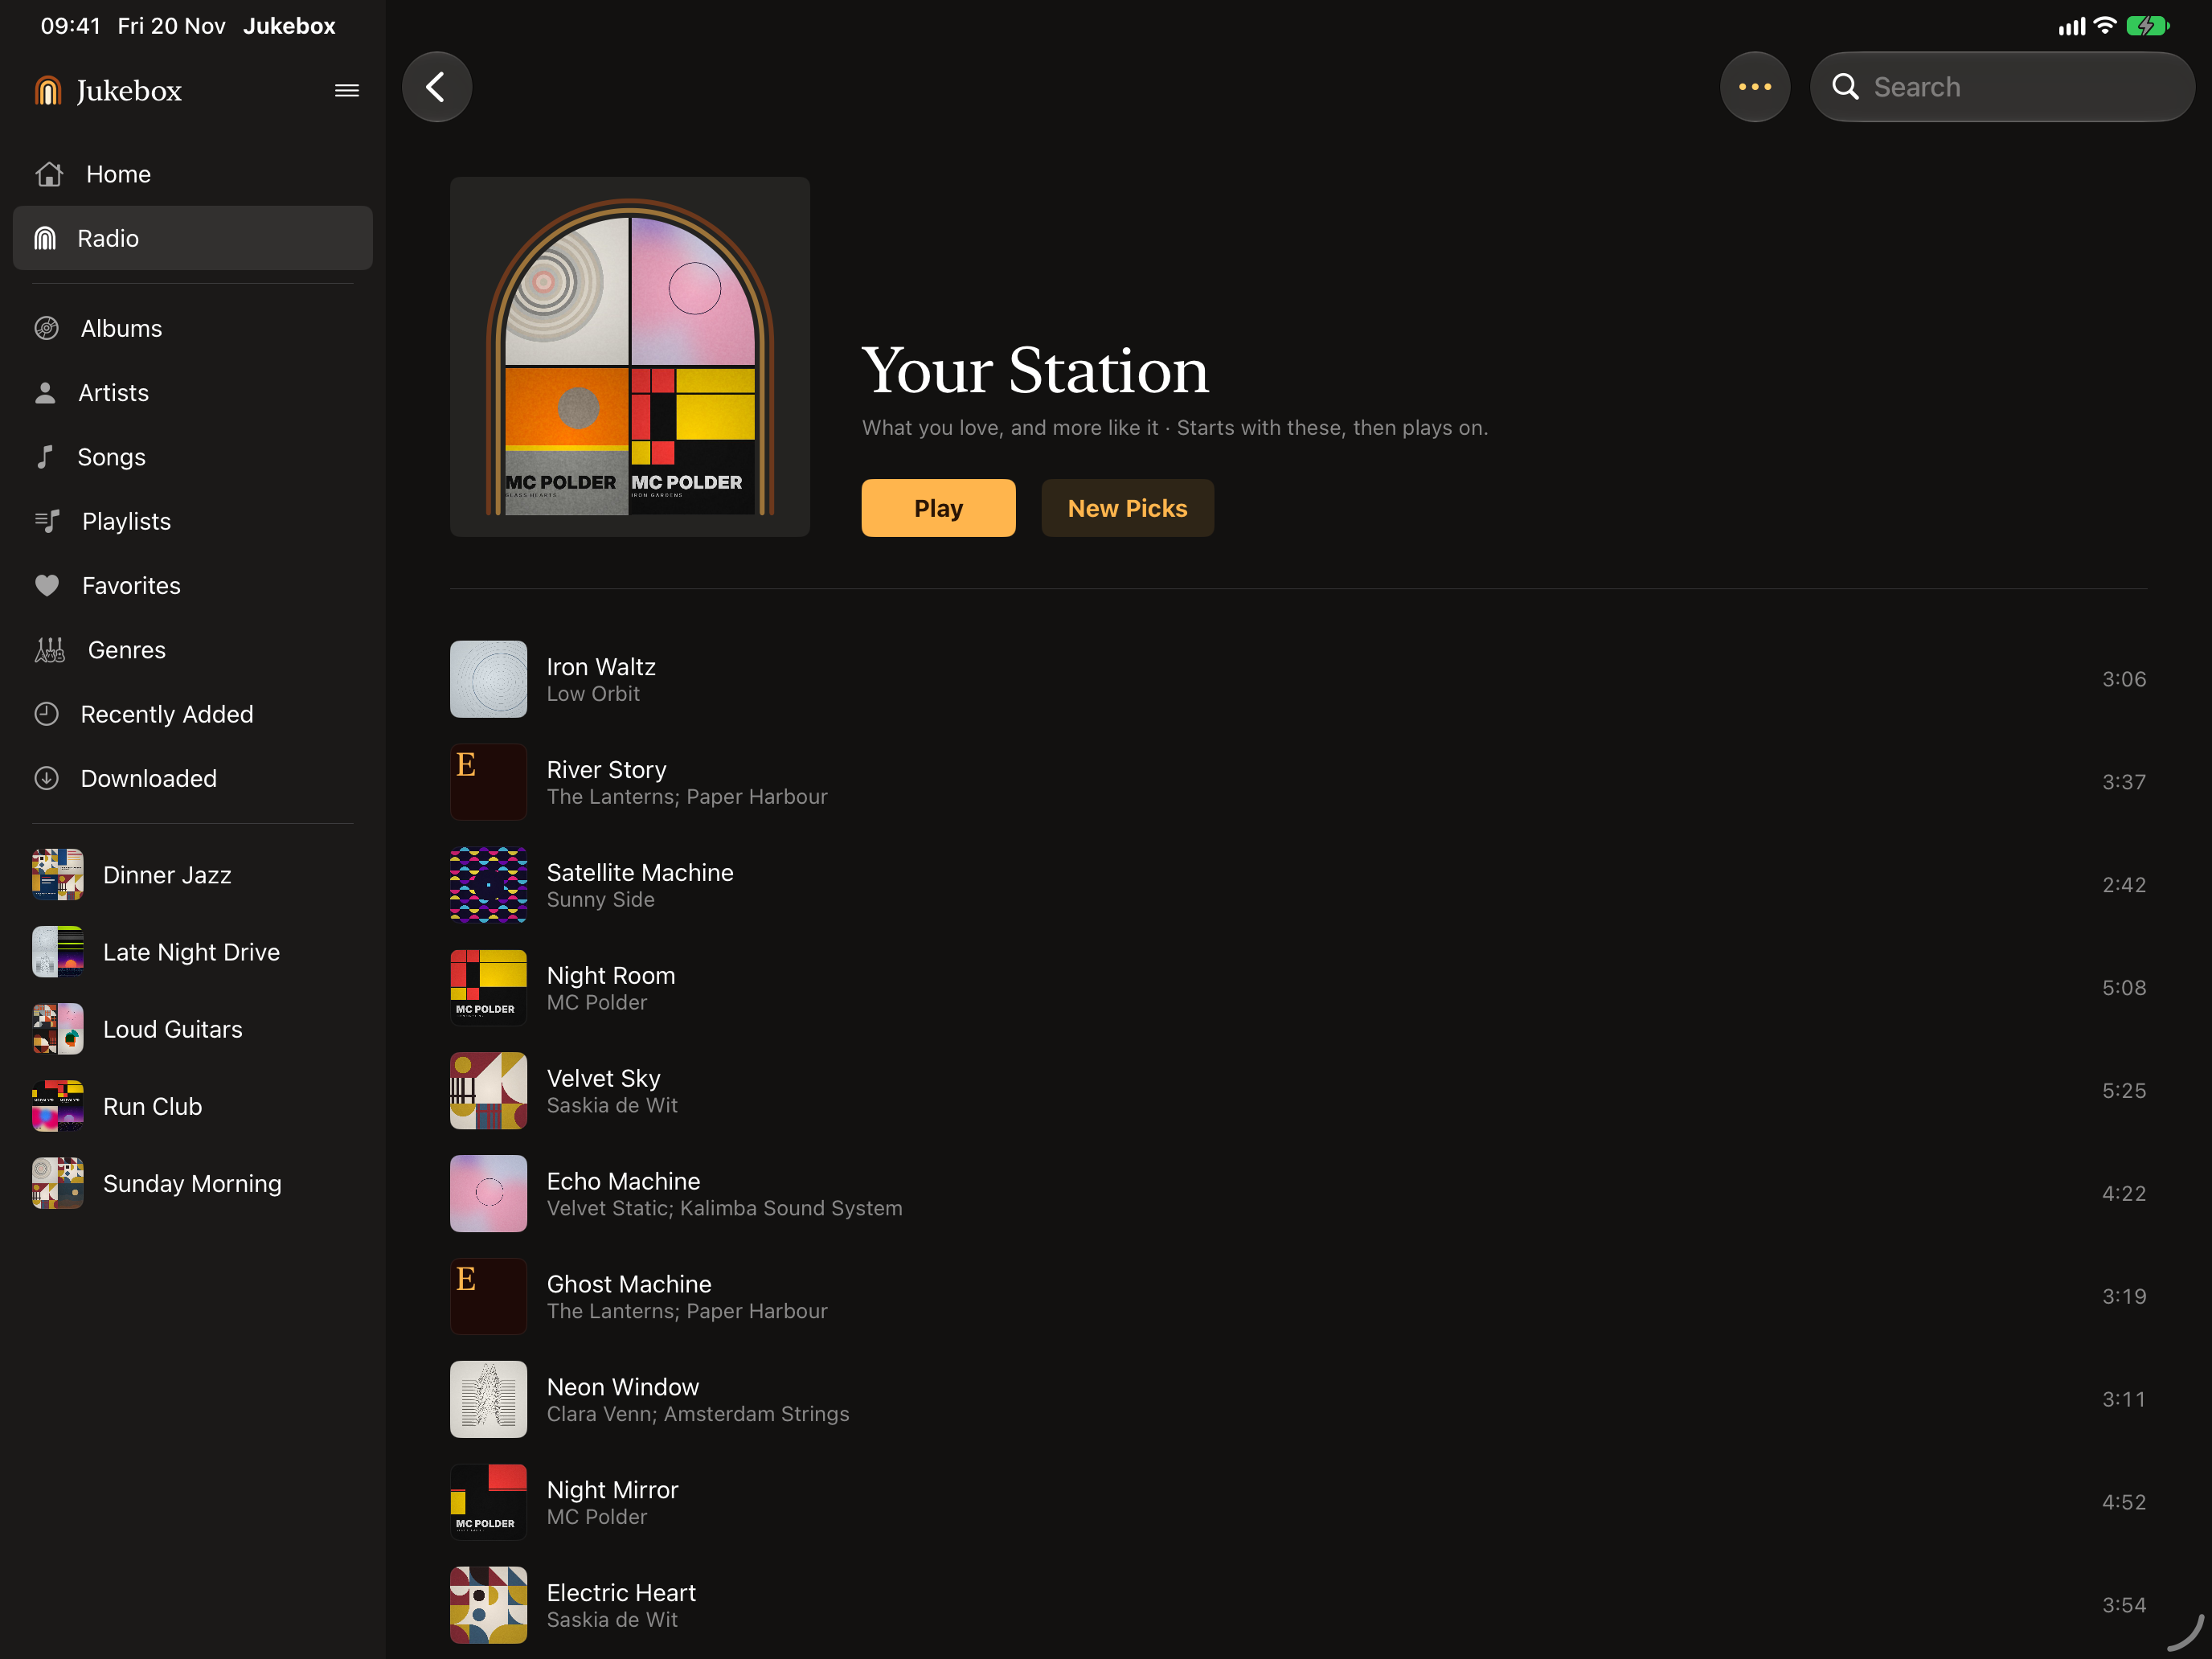 09:41 Fri 20 Nov Jukebox
Jukebox
Home
Radio
Albums
Artists
Songs
Playlists
Favorites
Genres
Recently Added
Downloaded
Dinner Jazz
Late Night Drive
Loud Guitars
Run Club
Sunday Morning
Search
MC POLDER
GLASS HEARTS
MC POLDER
IRON GARDENS
Your Station
What you love, and more like it · Starts with these, then plays on.
Play
New Picks
Iron Waltz
Low Orbit
3:06
E
River Story
The Lanterns; Paper Harbour
3:37
Satellite Machine
Sunny Side
2:42
MC POLDER
Night Room
MC Polder
5:08
Velvet Sky
Saskia de Wit
5:25
Echo Machine
Velvet Static; Kalimba Sound System
4:22
E
Ghost Machine
The Lanterns; Paper Harbour
3:19
Neon Window
Clara Venn; Amsterdam Strings
3:11
MC POLDER
Night Mirror
MC Polder
4:52
Electric Heart
Saskia de Wit
3:54